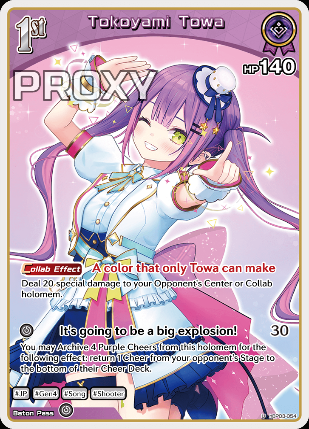 1st
Tokoyami Towa
HP140
PROXY
Collab Effect A color that only Towa can make
Deal 20 special damage to your Opponent's Center or Collab
holomem.
It's going to be a big explosion! 30
You may Archive 4 Purple Cheers from this holomem for the
following effect: return 1 Cheer from your opponent's Stage to
the bottom of their Cheer Deck.
#JP #Gen4 #Song #Shooter
Baton Pass